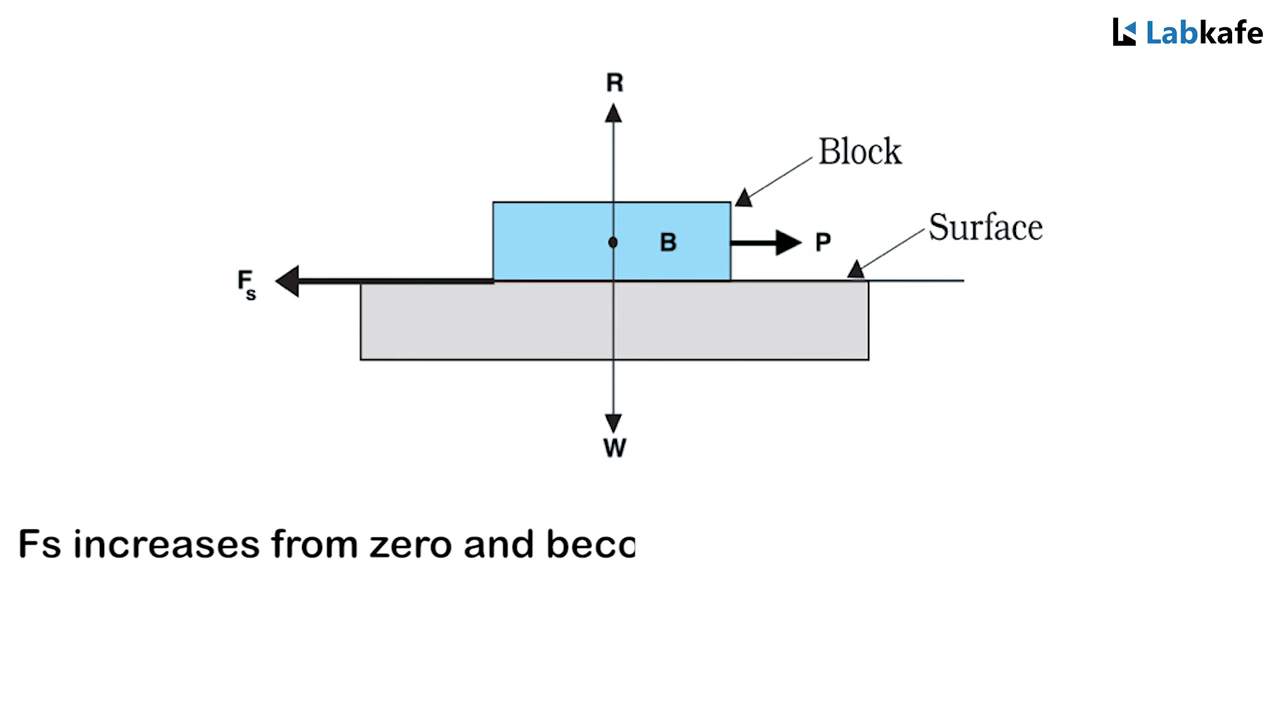 Labkafe
R
Block
Surface
B
P
Fs
W
Fs increases from zero and beco